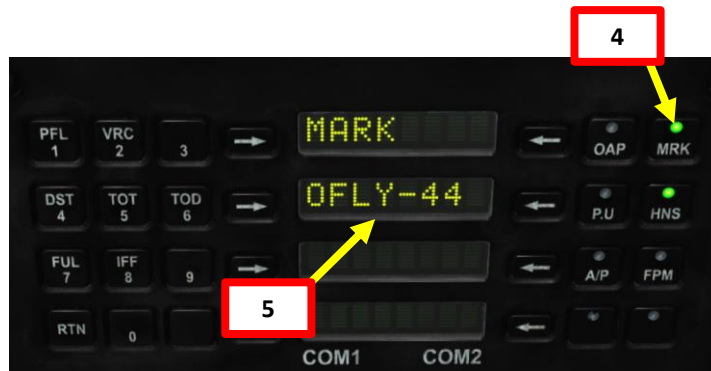 4
MARK
PFL VRC
1 2 3
OAP MRK
OFLY-44
DST TOT TOD
4 5 6
P.U HNS
FUL IFF
7 8 9
A/P FPM
5
RTN 0
COM1 COM2